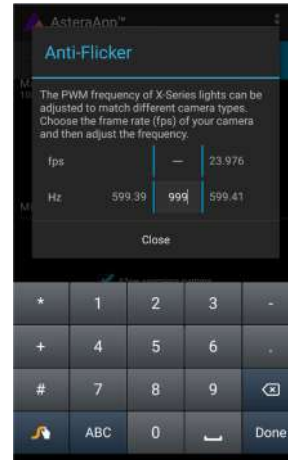 AsteraApp™
Anti-Flicker
The PWM frequency of X-Series lights can be
adjusted to match different camera types.
Choose the frame rate (fps) of your camera
and then adjust the frequency.
fps — 23.976
Hz 599.39 999 599.41
Close
* 1 2 3 -
+ 4 5 6 .
# 7 8 9
ABC 0 Done